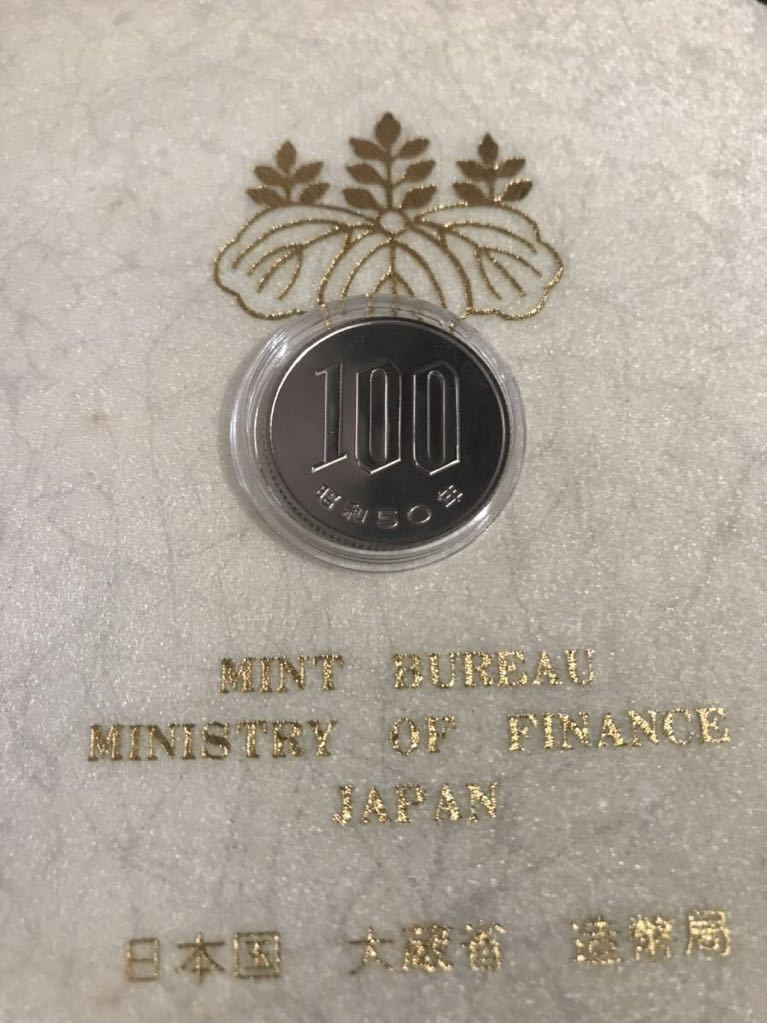 100
昭和50年
MINT BUREAU
MINISTRY OF FINANCE
JAPAN
日本国 大蔵省 造幣局